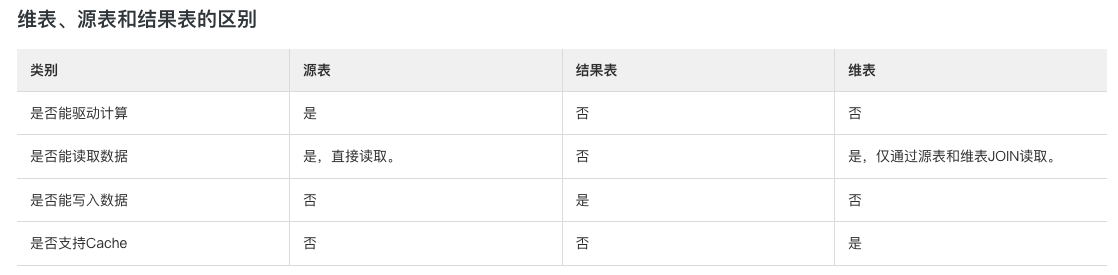 维表、源表和结果表的区别
类别 源表 结果表 维表
是否能驱动计算 是 否 否
是否能读取数据 是，直接读取。 否 是，仅通过源表和维表JOIN读取。
是否能写入数据 否 是 否
是否支持Cache 否 否 是